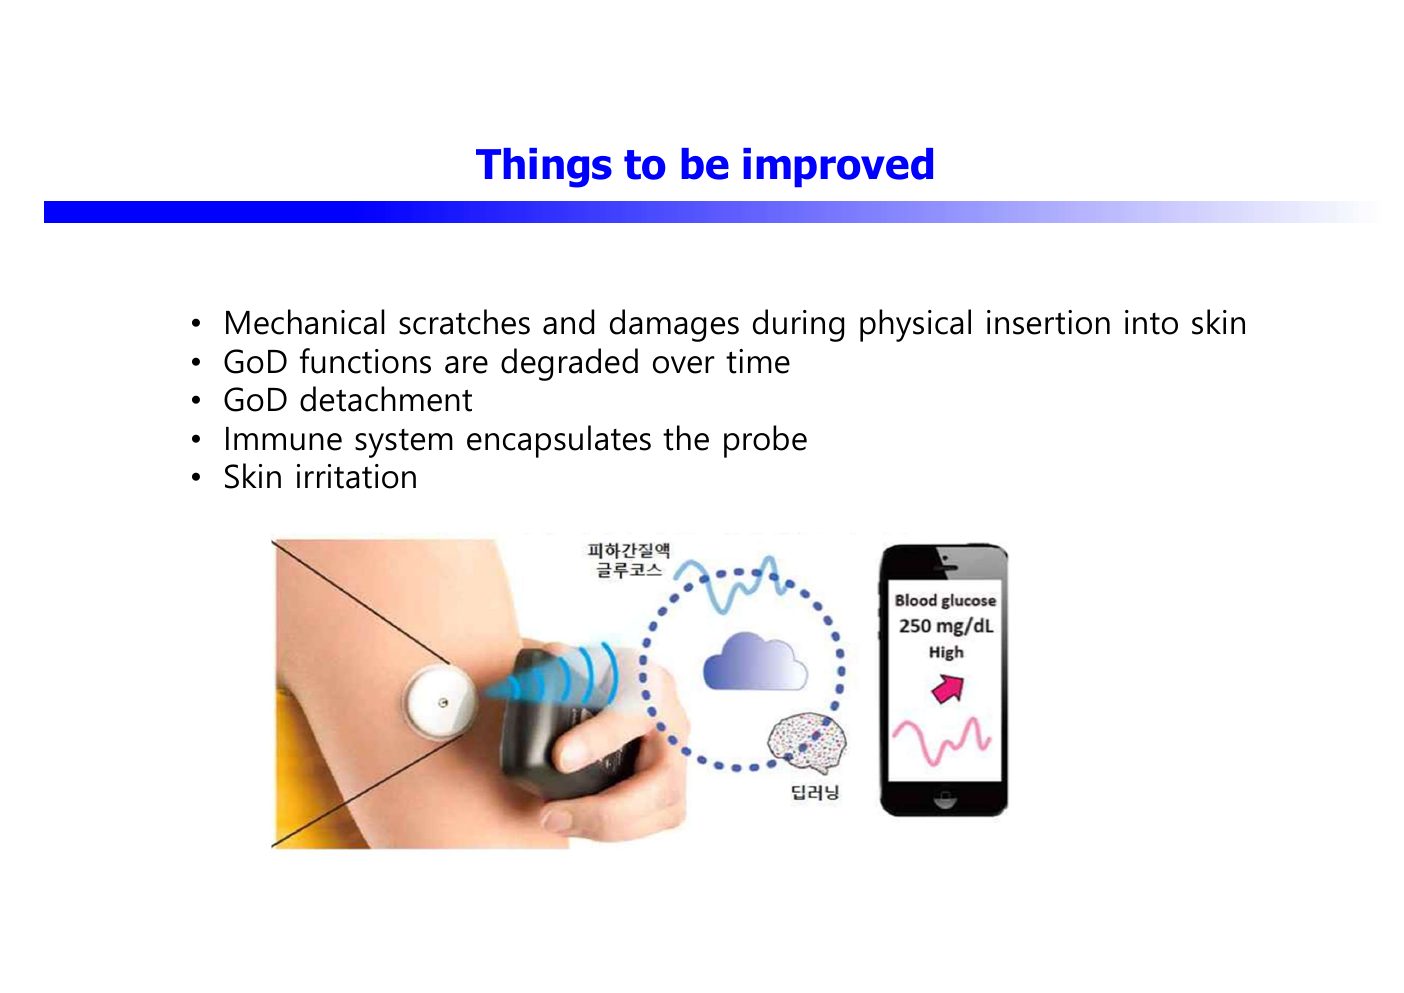 Things to be improved
• Mechanical scratches and damages during physical insertion into skin
• GoD functions are degraded over time
• GoD detachment
• Immune system encapsulates the probe
• Skin irritation
피하간질액
글루코스
딥러닝
Blood glucose
250 mg/dL
High